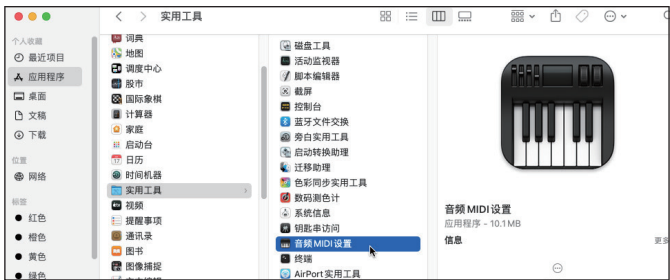 实用工具
个人收藏
最近项目
应用程序
桌面
文稿
下载
位置
网络
标签
红色
橙色
黄色
绿色
词典
地图
调度中心
股市
国际象棋
计算器
家庭
启动台
日历
时间机器
实用工具
视频
提醒事项
通讯录
图书
图像捕捉
磁盘工具
活动监视器
脚本编辑器
截屏
控制台
蓝牙文件交换
旁白实用工具
启动转换助理
迁移助理
色彩同步实用工具
数码测色计
系统信息
钥匙串访问
音频 MIDI 设置
终端
AirPort 实用工具
音频 MIDI 设置
应用程序 - 10.1 MB
信息